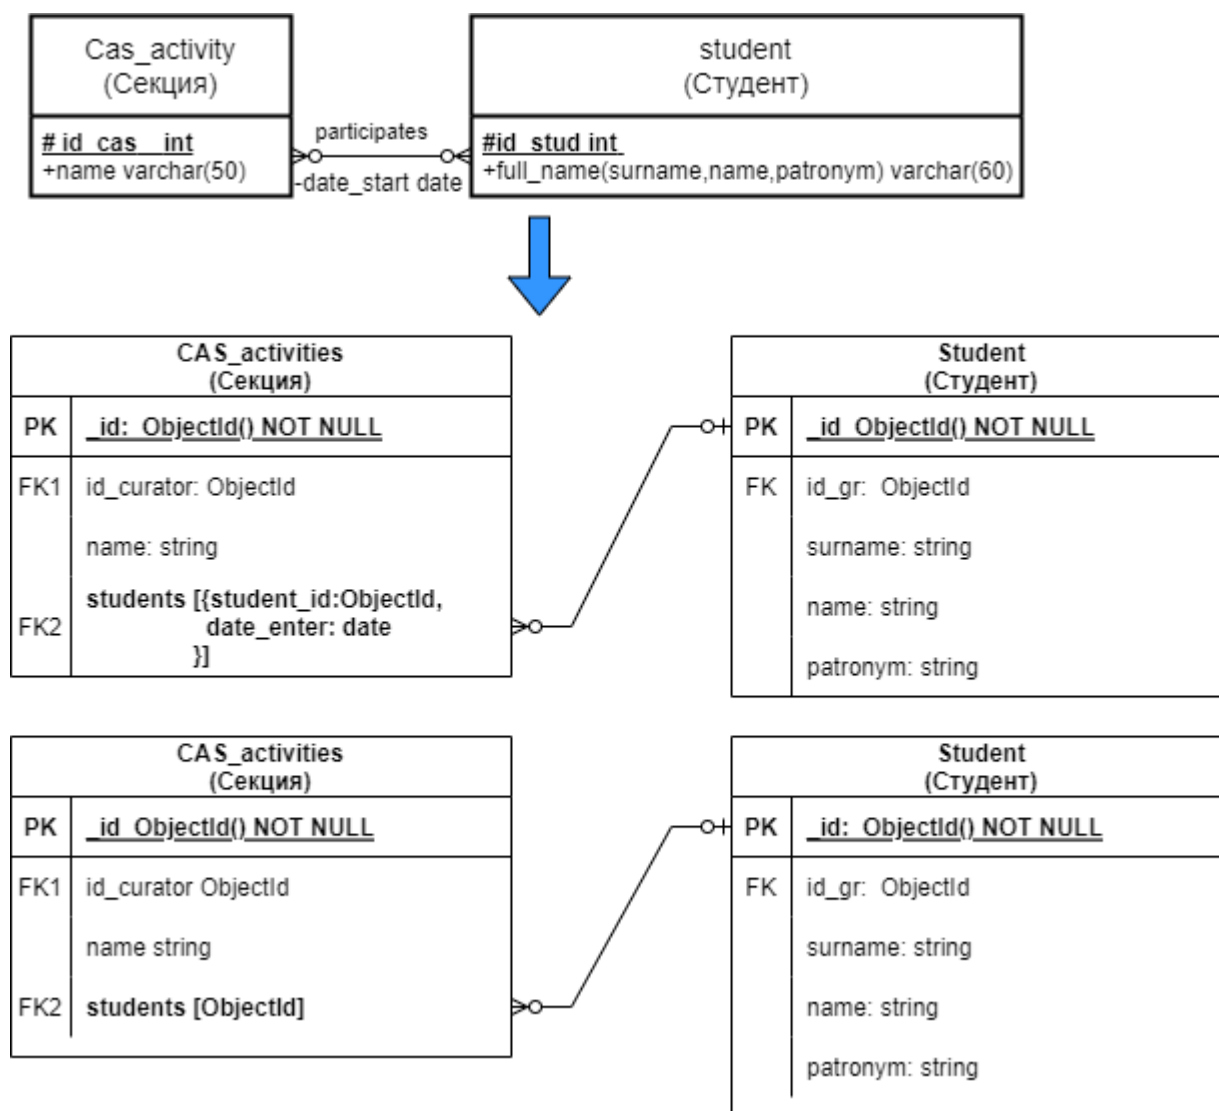 Cas_activity
(Секция)
# id_cas__int
+name varchar(50)
participates
-date_start date
student
(Студент)
#id_stud int
+full_name(surname,name,patronym) varchar(60)
CAS_activities
(Секция)
PK _id: ObjectId() NOT NULL
FK1 id_curator: ObjectId
name: string
students [{student_id:ObjectId,
date_enter: date
FK2
}]
Student
(Студент)
PK _id ObjectId() NOT NULL
FK id_gr: ObjectId
surname: string
name: string
patronym: string
CAS_activities
(Секция)
PK _id ObjectId() NOT NULL
FK1 id_curator ObjectId
name string
FK2 students [ObjectId]
Student
(Студент)
PK _id: ObjectId() NOT NULL
FK id_gr: ObjectId
surname: string
name: string
patronym: string